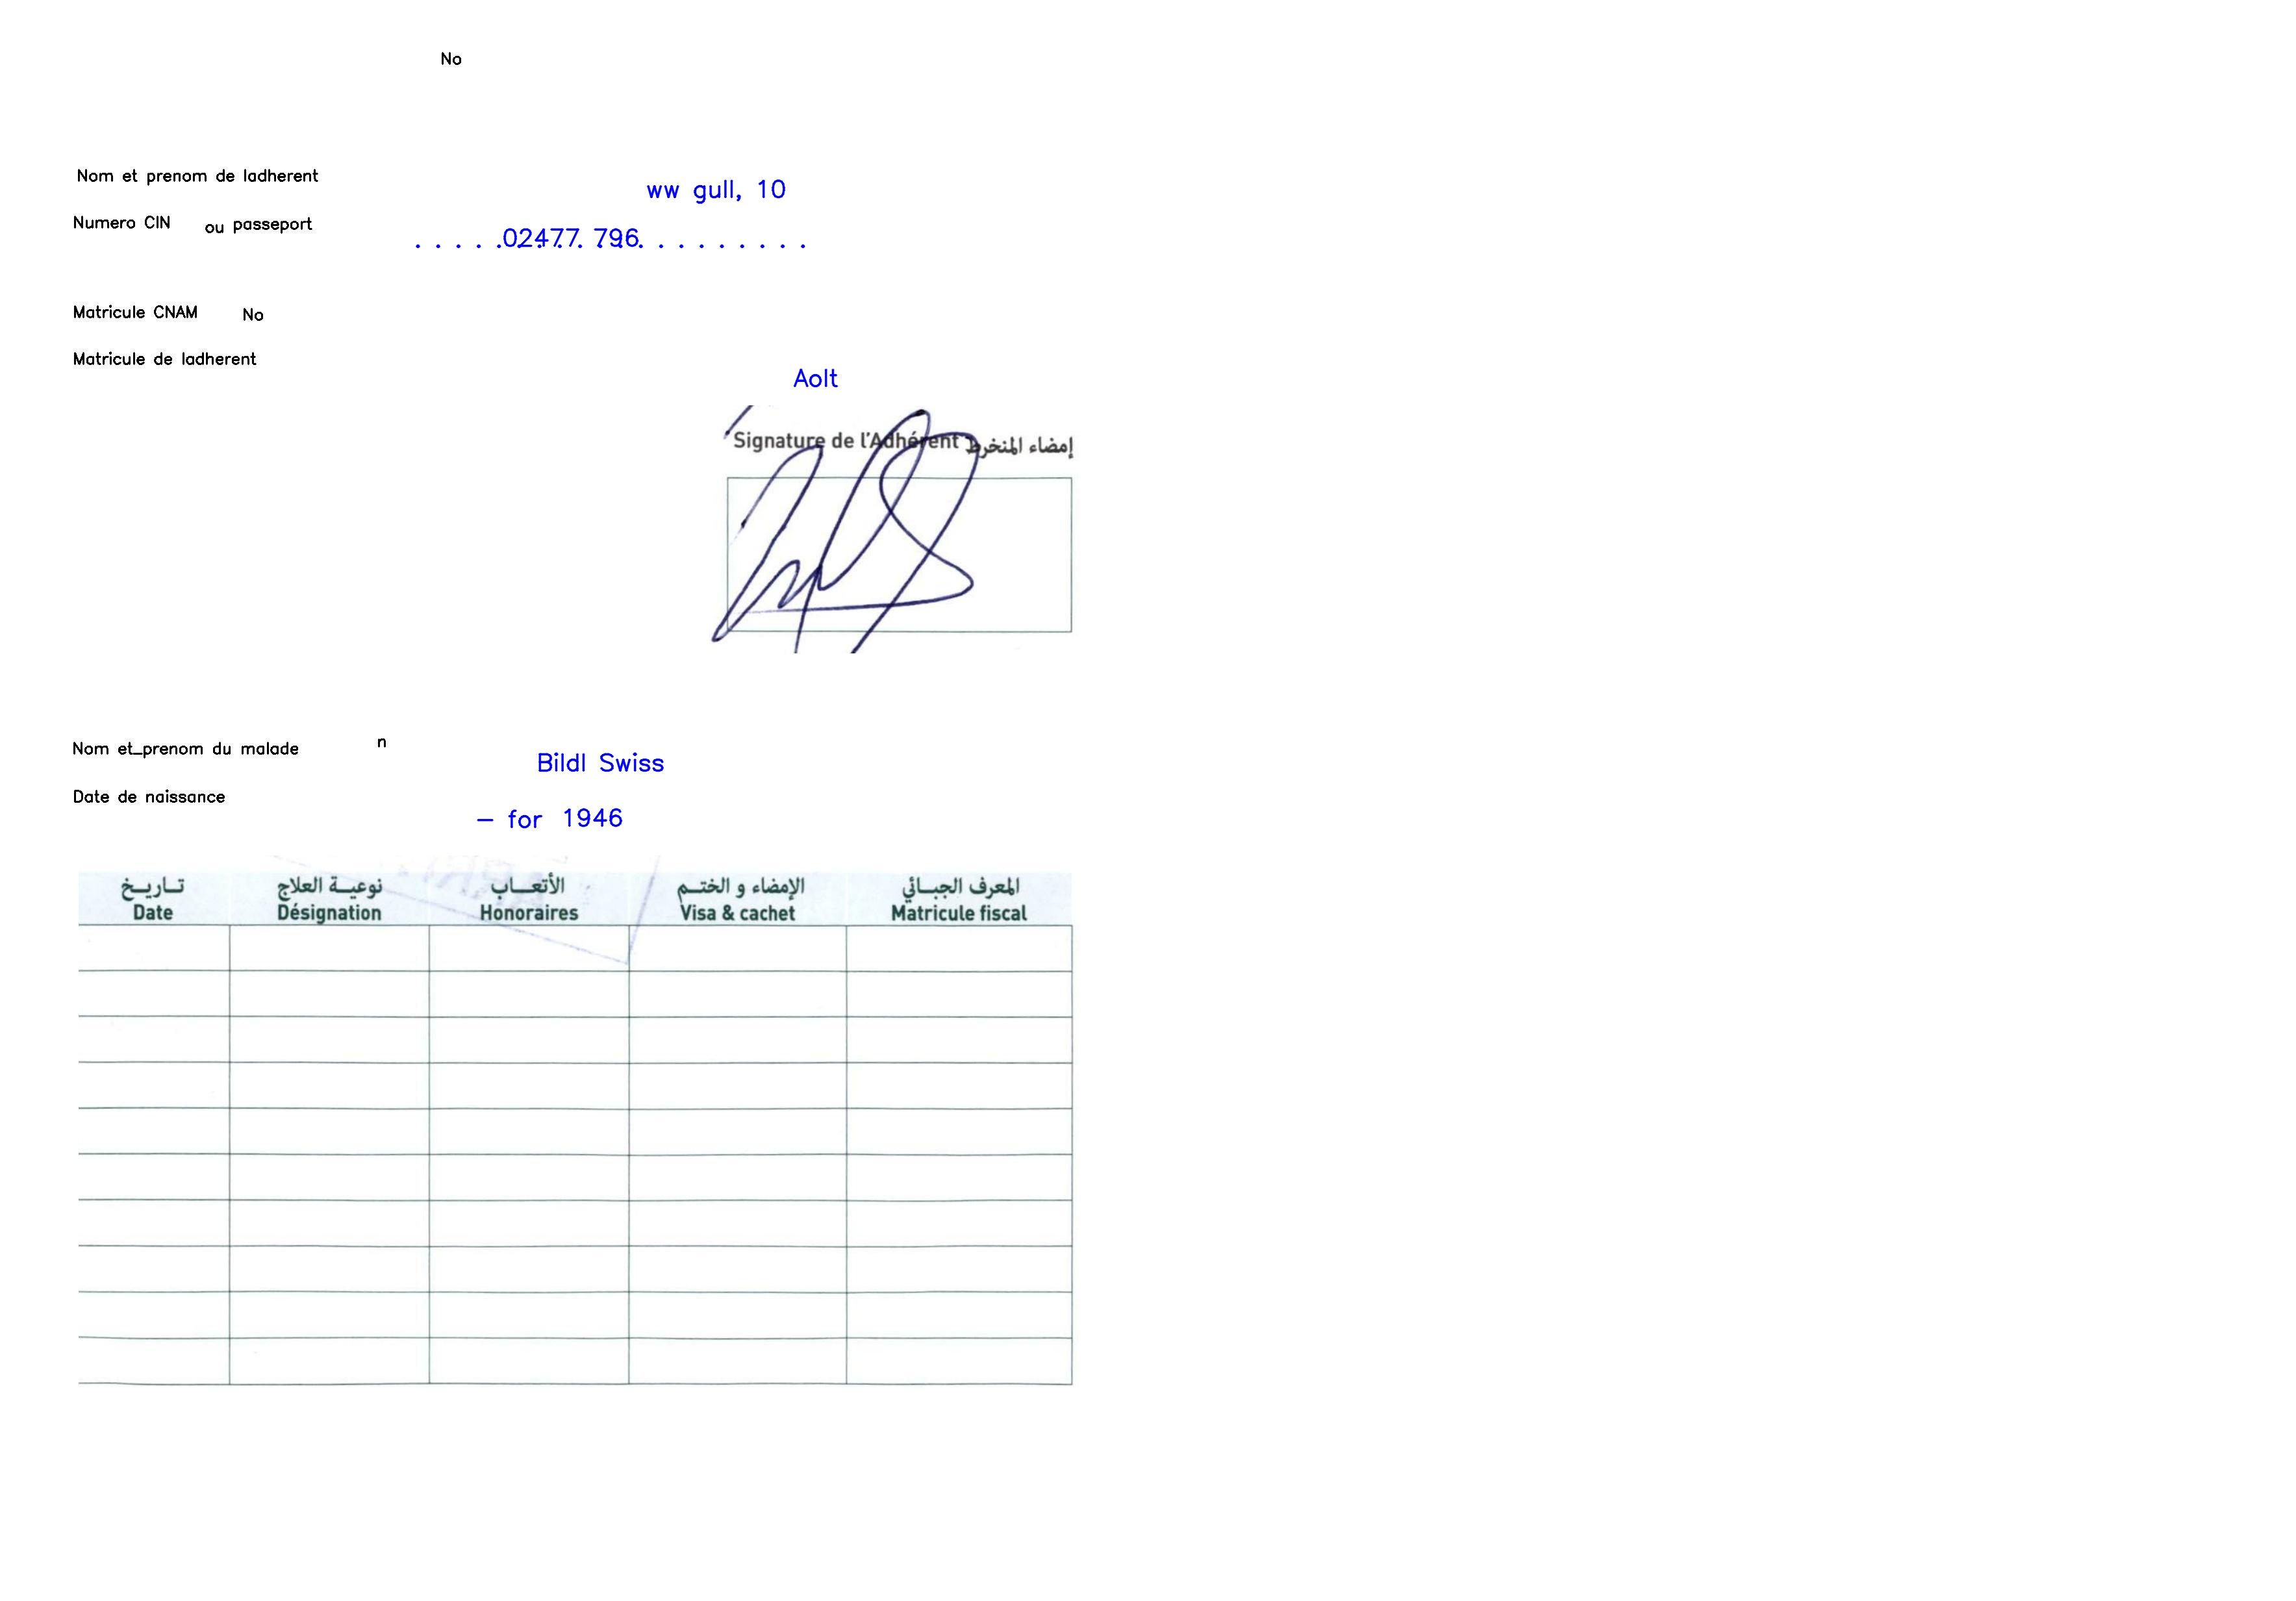 No
Nom et prenom de ladherent
ww gull, 10
Numero CIN ou passeport
. . . . .02477. 796. . . . . . . . .
Matricule CNAM No
Matricule de ladherent
Aolt
Signature de l'Adhérent إمضاء المنخرط
Nom et_prenom du malade n
Bildl Swiss
Date de naissance
– for 1946
تـاريـخ نوعيـة العلاج الأتعـاب الإمضاء و الختـم المعرف الجبـائي
Date Désignation Honoraires Visa & cachet Matricule fiscal